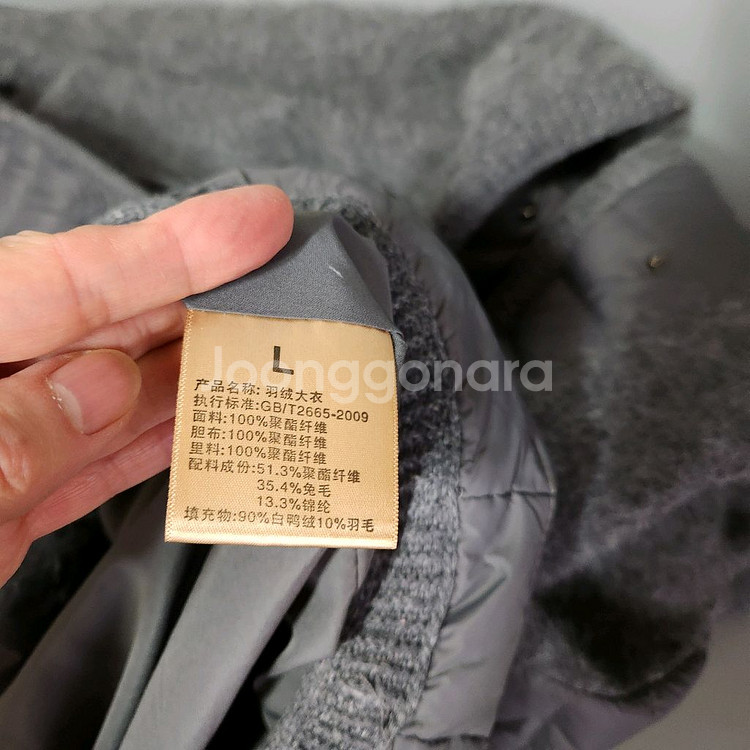 L
loonggonara
产品名称: 羽绒大衣
执行标准:GB/T2665-2009
面料:100%聚酯纤维
胆布:100%聚酯纤维
里料:100%聚酯纤维
配料成份:51.3%聚酯纤维
35.4%兔毛
13.3%锦纶
填充物:90%白鸭绒10%羽毛